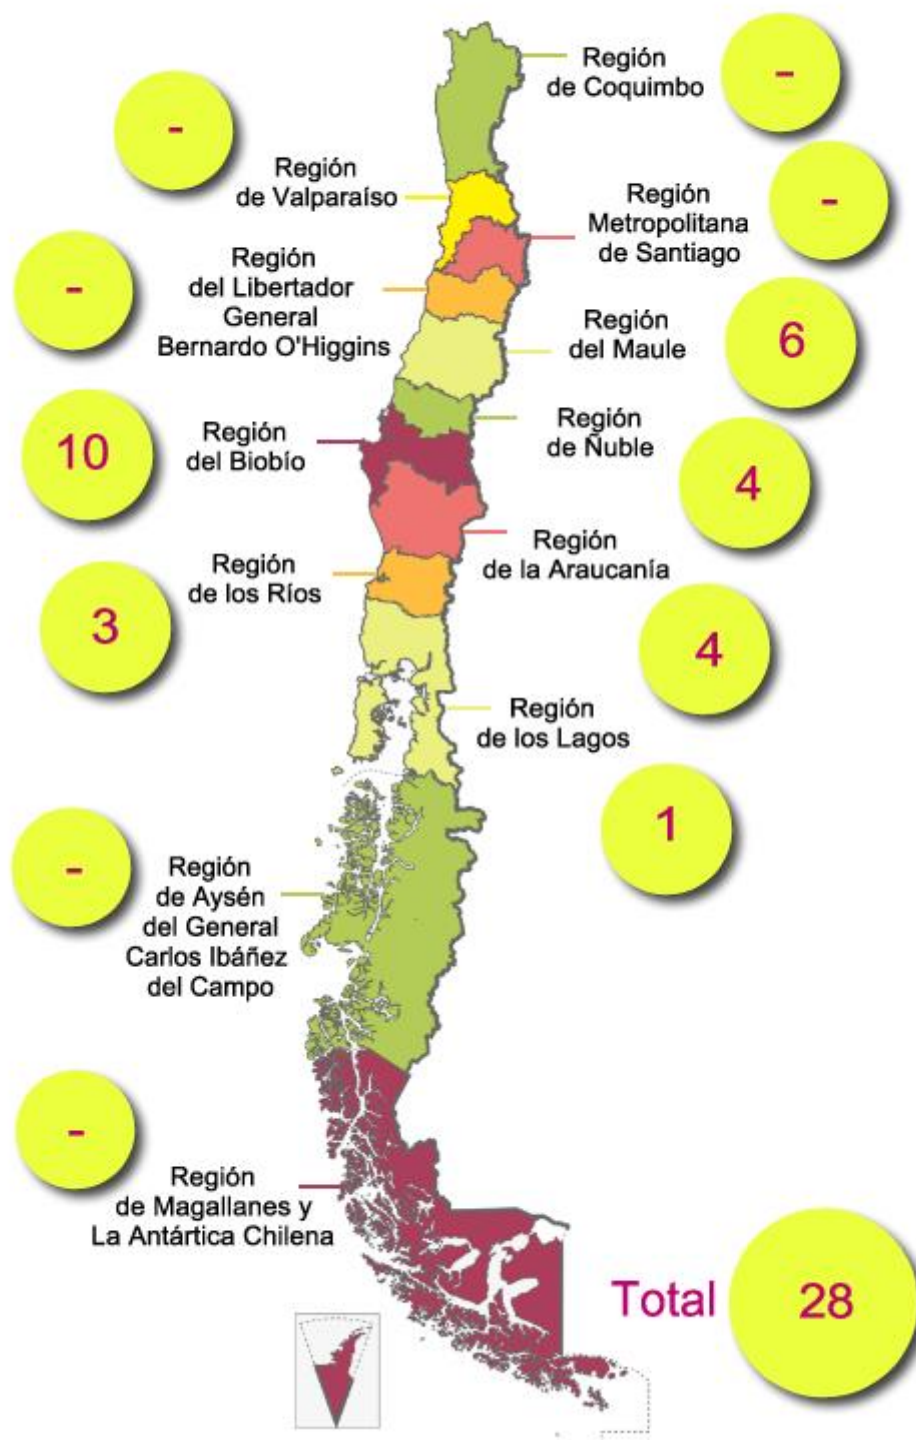 Región
de Coquimbo
-
-
Región
de Valparaíso
Región
Metropolitana
de Santiago
-
Región
del Libertador
General
Bernardo O'Higgins
-
Región
del Maule
6
Región
del Biobío
10
Región
de Ñuble
4
Región
de los Ríos
3
Región
de la Araucanía
4
Región
de los Lagos
1
Región
de Aysén
del General
Carlos Ibáñez
del Campo
-
-
Región
de Magallanes y
La Antártica Chilena
Total 28